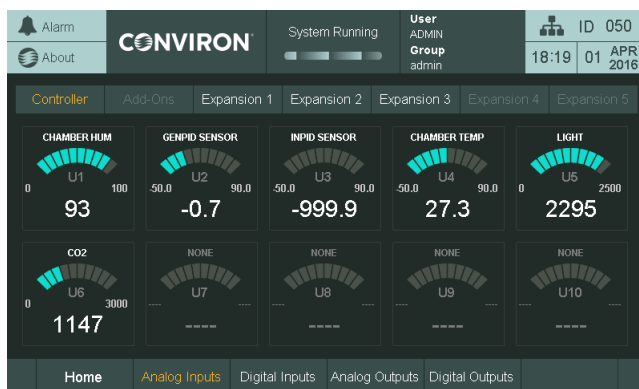 Alarm
About
CONVIRON
System Running
User
ADMIN
Group
admin
ID 050
18:19 01 APR 2016
Controller Add-Ons Expansion 1 Expansion 2 Expansion 3 Expansion 4 Expansion 5
CHAMBER HUM GENPID SENSOR INPID SENSOR CHAMBER TEMP LIGHT
U1 U2 U3 U4 U5
0 100 -50.0 90.0 -50.0 90.0 -50.0 90.0 0 2500
93 -0.7 -999.9 27.3 2295
CO2 NONE NONE NONE NONE
U6 U7 U8 U9 U10
0 3000 ---- ---- ---- ---- ---- ---- ---- ----
1147 ---- ---- ---- ----
Home Analog Inputs Digital Inputs Analog Outputs Digital Outputs